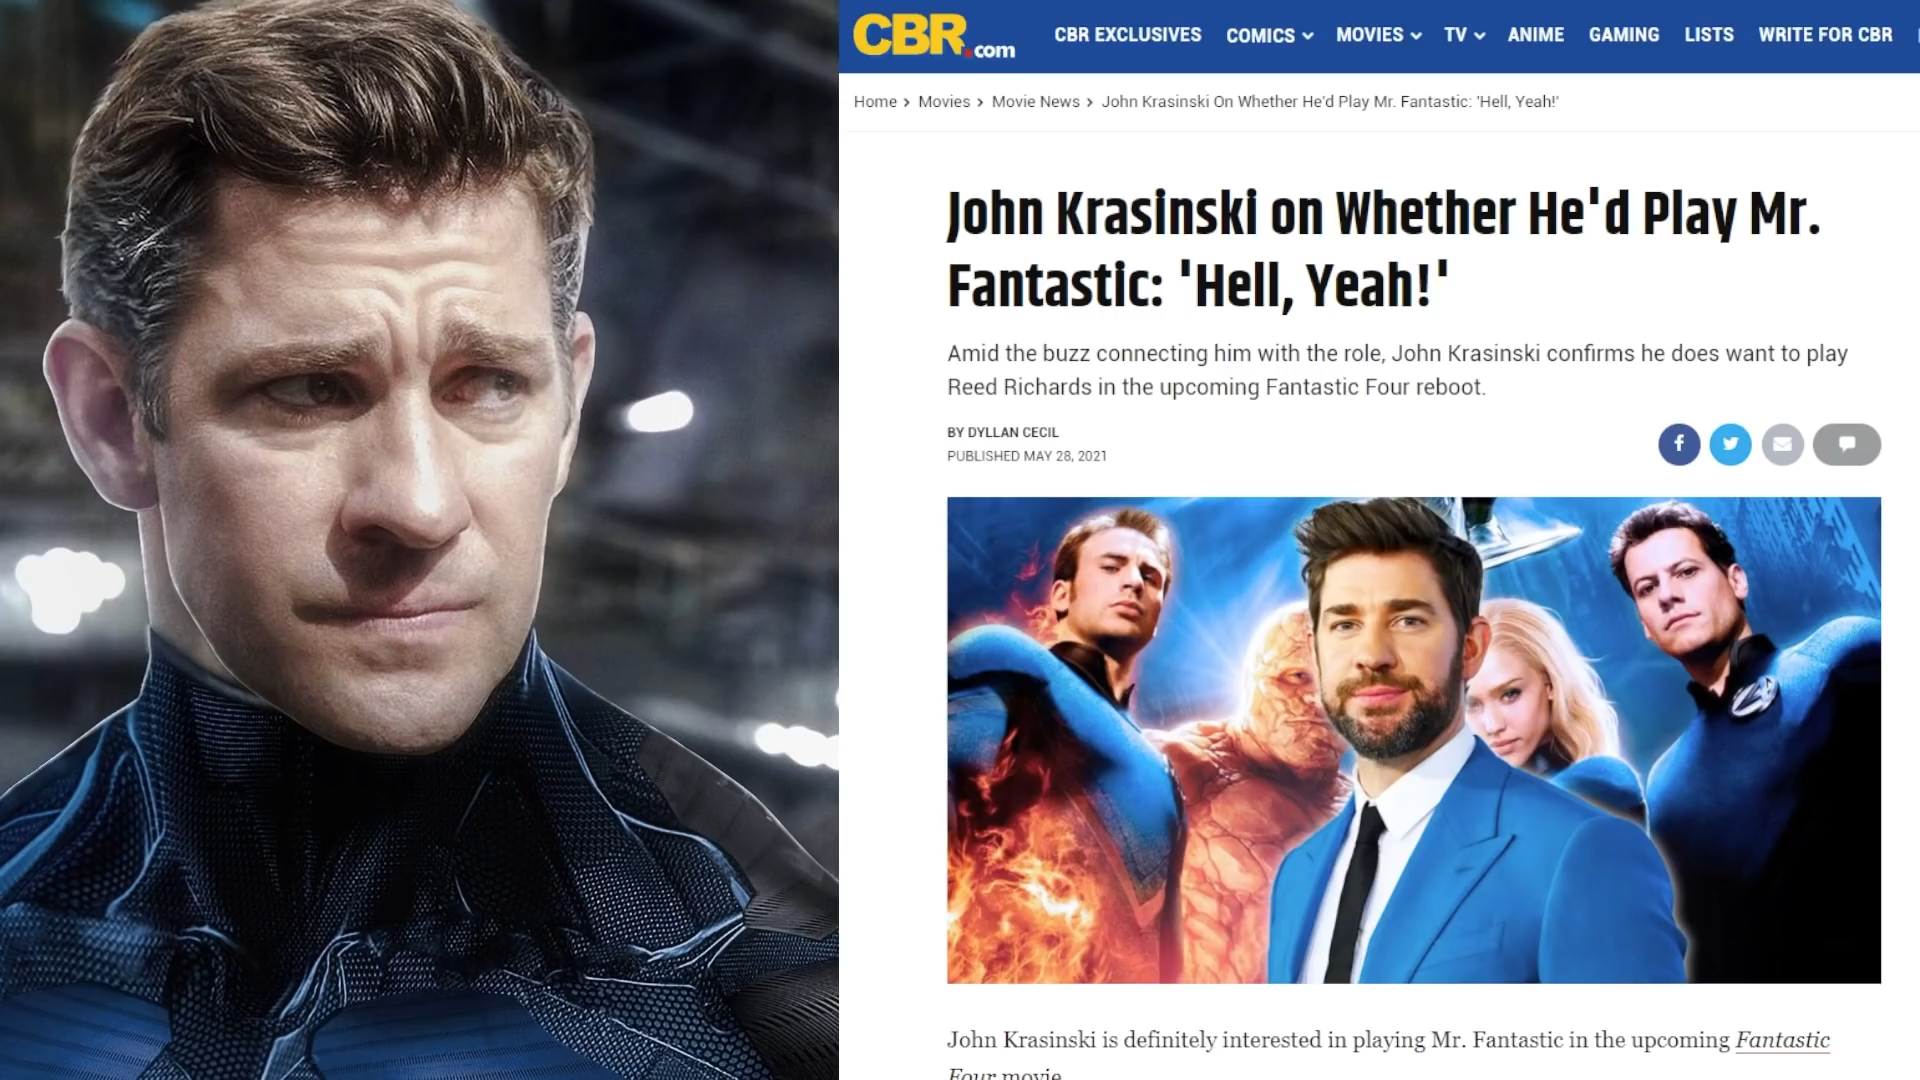 CBR.com CBR EXCLUSIVES COMICS MOVIES TV ANIME GAMING LISTS WRITE FOR CBR
Home > Movies > Movie News > John Krasinski On Whether He'd Play Mr. Fantastic: 'Hell, Yeah!'
John Krasinski on Whether He'd Play Mr.
Fantastic: 'Hell, Yeah!'
Amid the buzz connecting him with the role, John Krasinski confirms he does want to play
Reed Richards in the upcoming Fantastic Four reboot.
BY DYLLAN CECIL
PUBLISHED MAY 28, 2021
John Krasinski is definitely interested in playing Mr. Fantastic in the upcoming Fantastic
Four movie